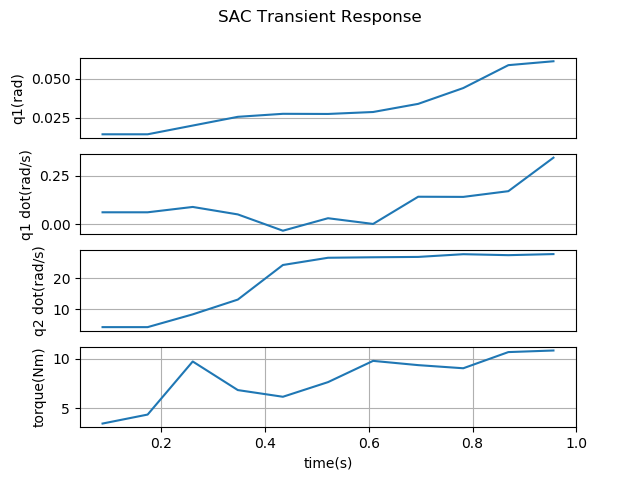 SAC Transient Response
q1(rad)
0.050
0.025
q1 dot(rad/s)
0.25
0.00
q2 dot(rad/s)
20
10
torque(Nm)
10
5
0.2 0.4 0.6 0.8 1.0
time(s)